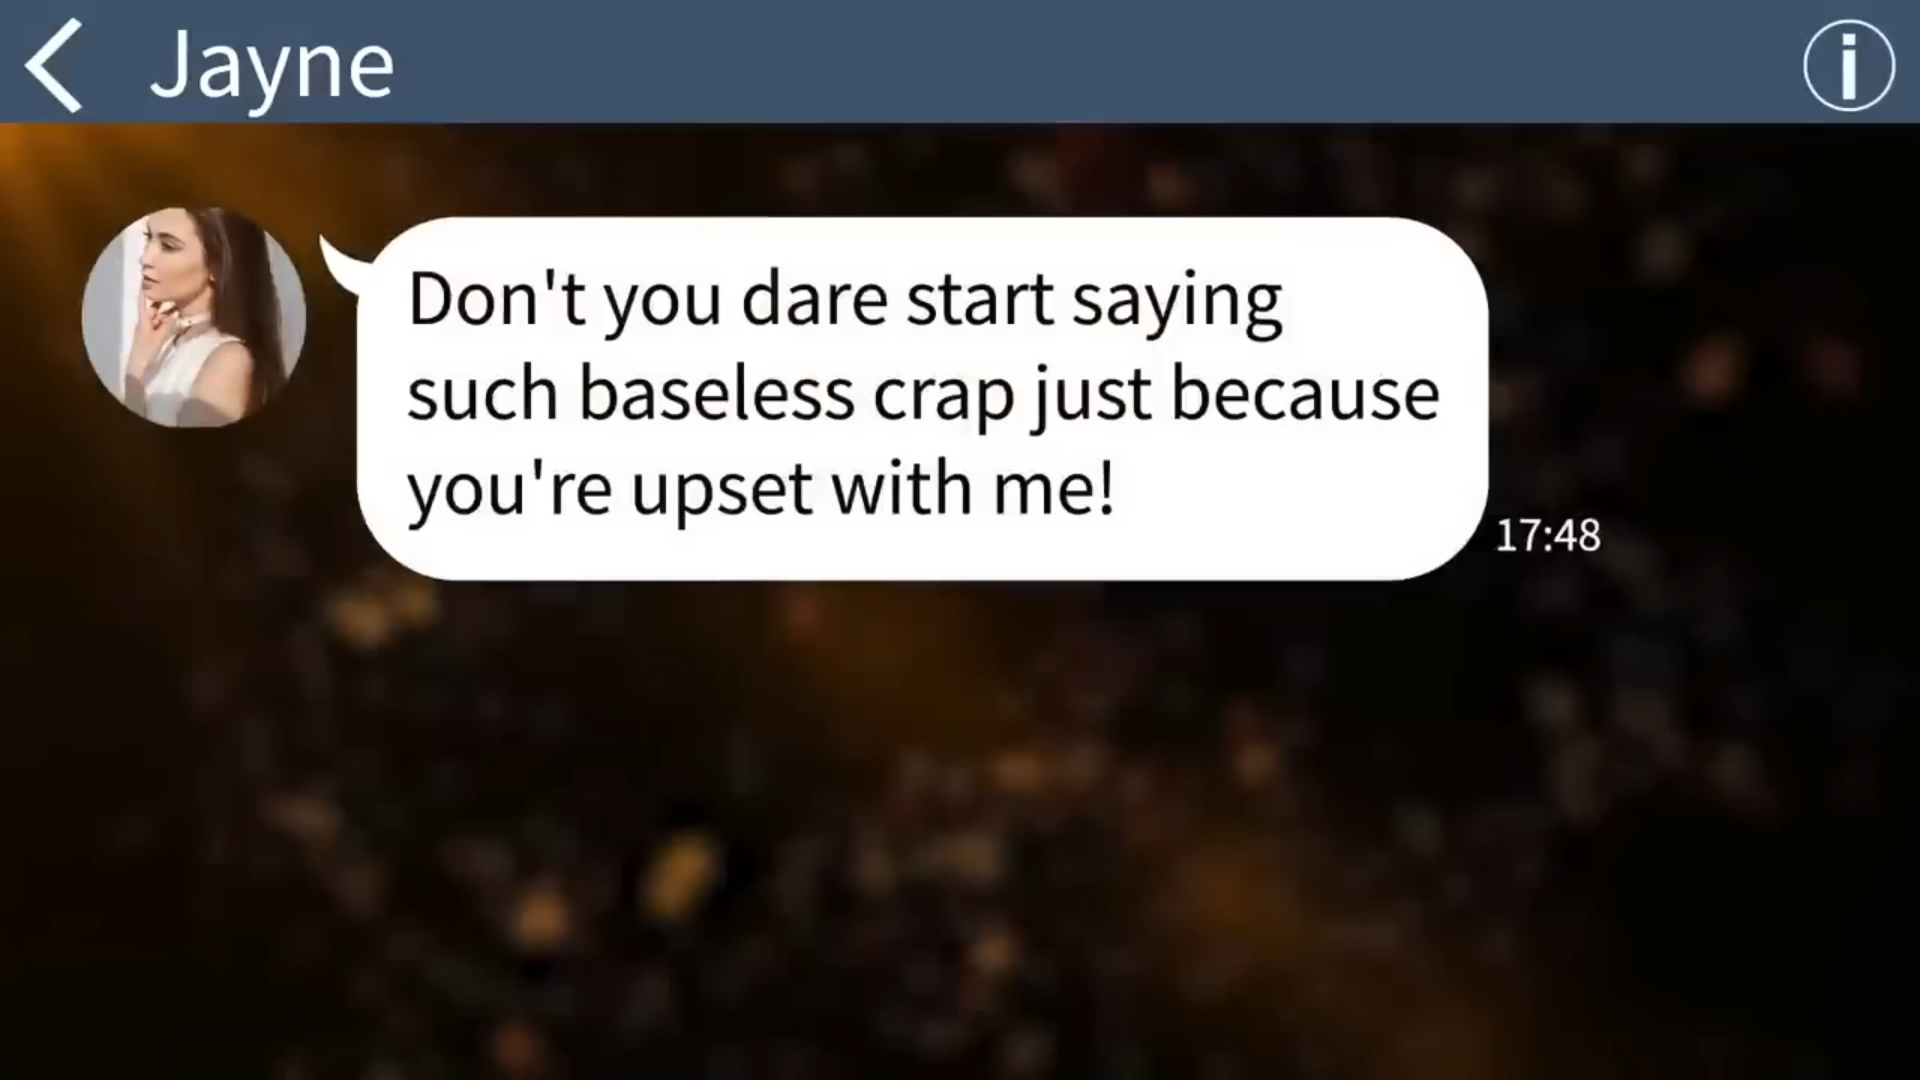 Jayne
Don't you dare start saying
such baseless crap just because
you're upset with me!
17:48